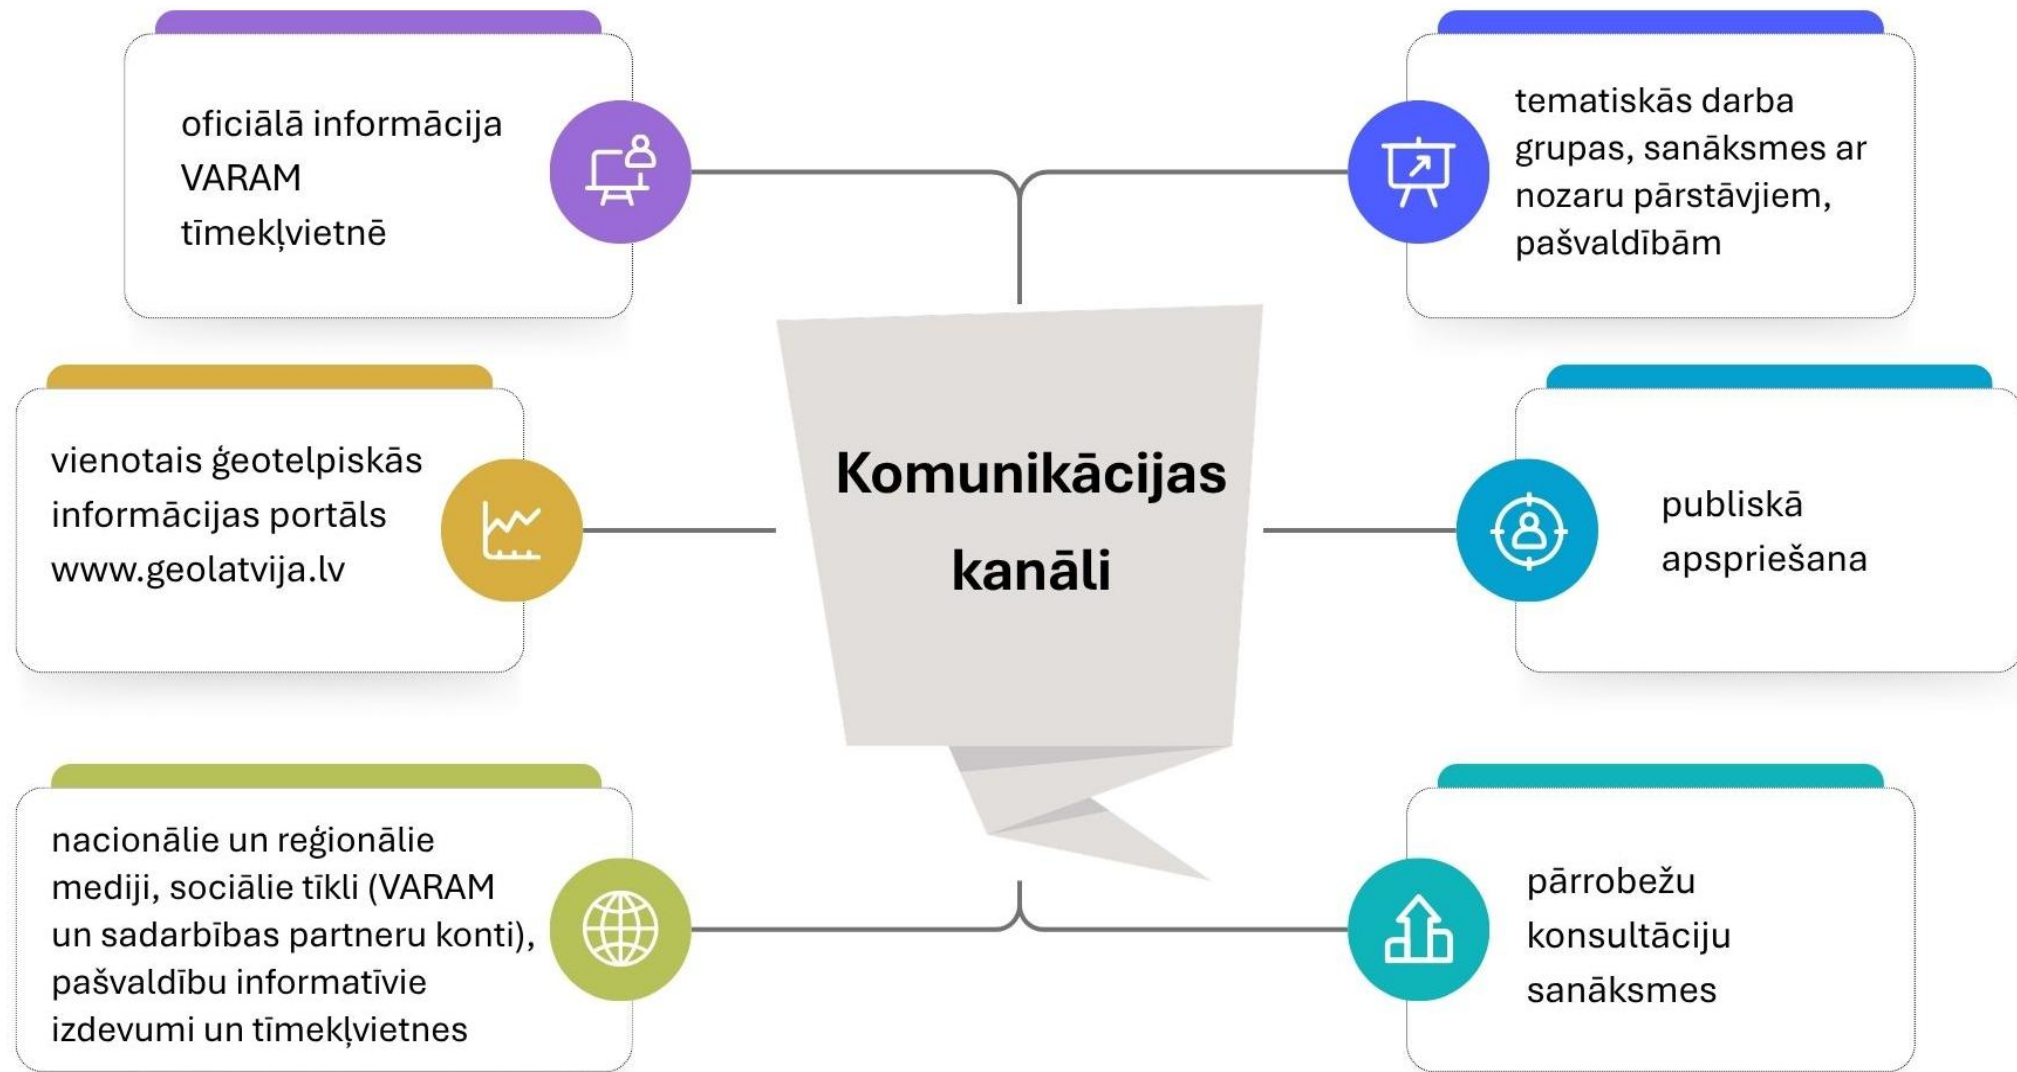 oficiālā informācija
VARAM
tīmekļvietnē
tematiskās darba
grupas, sanāksmes ar
nozaru pārstāvjiem,
pašvaldībām
vienotais ģeotelpiskās
informācijas portāls
www.geolatvija.lv
Komunikācijas
kanāli
publiskā
apspriešana
nacionālie un reģionālie
mediji, sociālie tīkli (VARAM
un sadarbības partneru konti),
pašvaldību informatīvie
izdevumi un tīmekļvietnes
pārrobežu
konsultāciju
sanāksmes